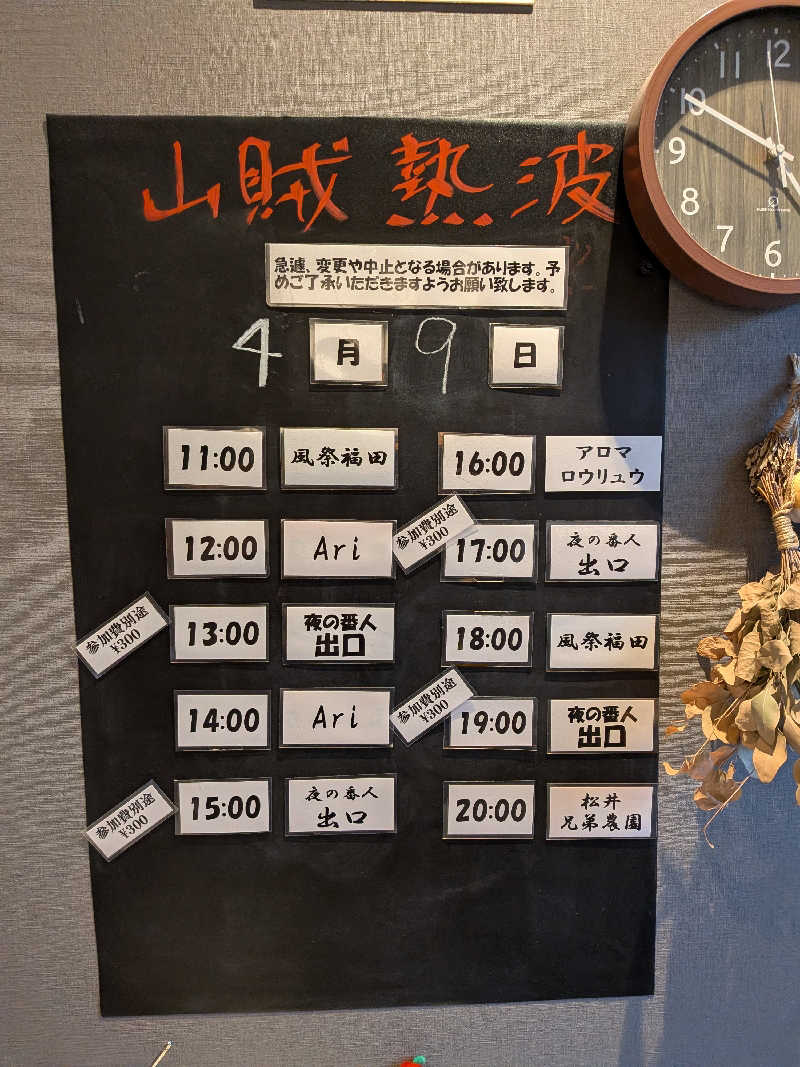 山賊 熱波
急遽、変更や中止となる場合があります。予
めご了承いただきますようお願い致します。
4 月 9 日
11:00 風祭福田
12:00 Ari
参加費別途
¥300
13:00 夜の番人
出口
14:00 Ari
参加費別途
¥300
15:00 夜の番人
出口
16:00 アロマ
ロウリュウ
参加費別途
¥300
17:00 夜の番人
出口
18:00 風祭福田
参加費別途
¥300
19:00 夜の番人
出口
20:00 松井
兄弟農園
12
11
10
9
8
7
6